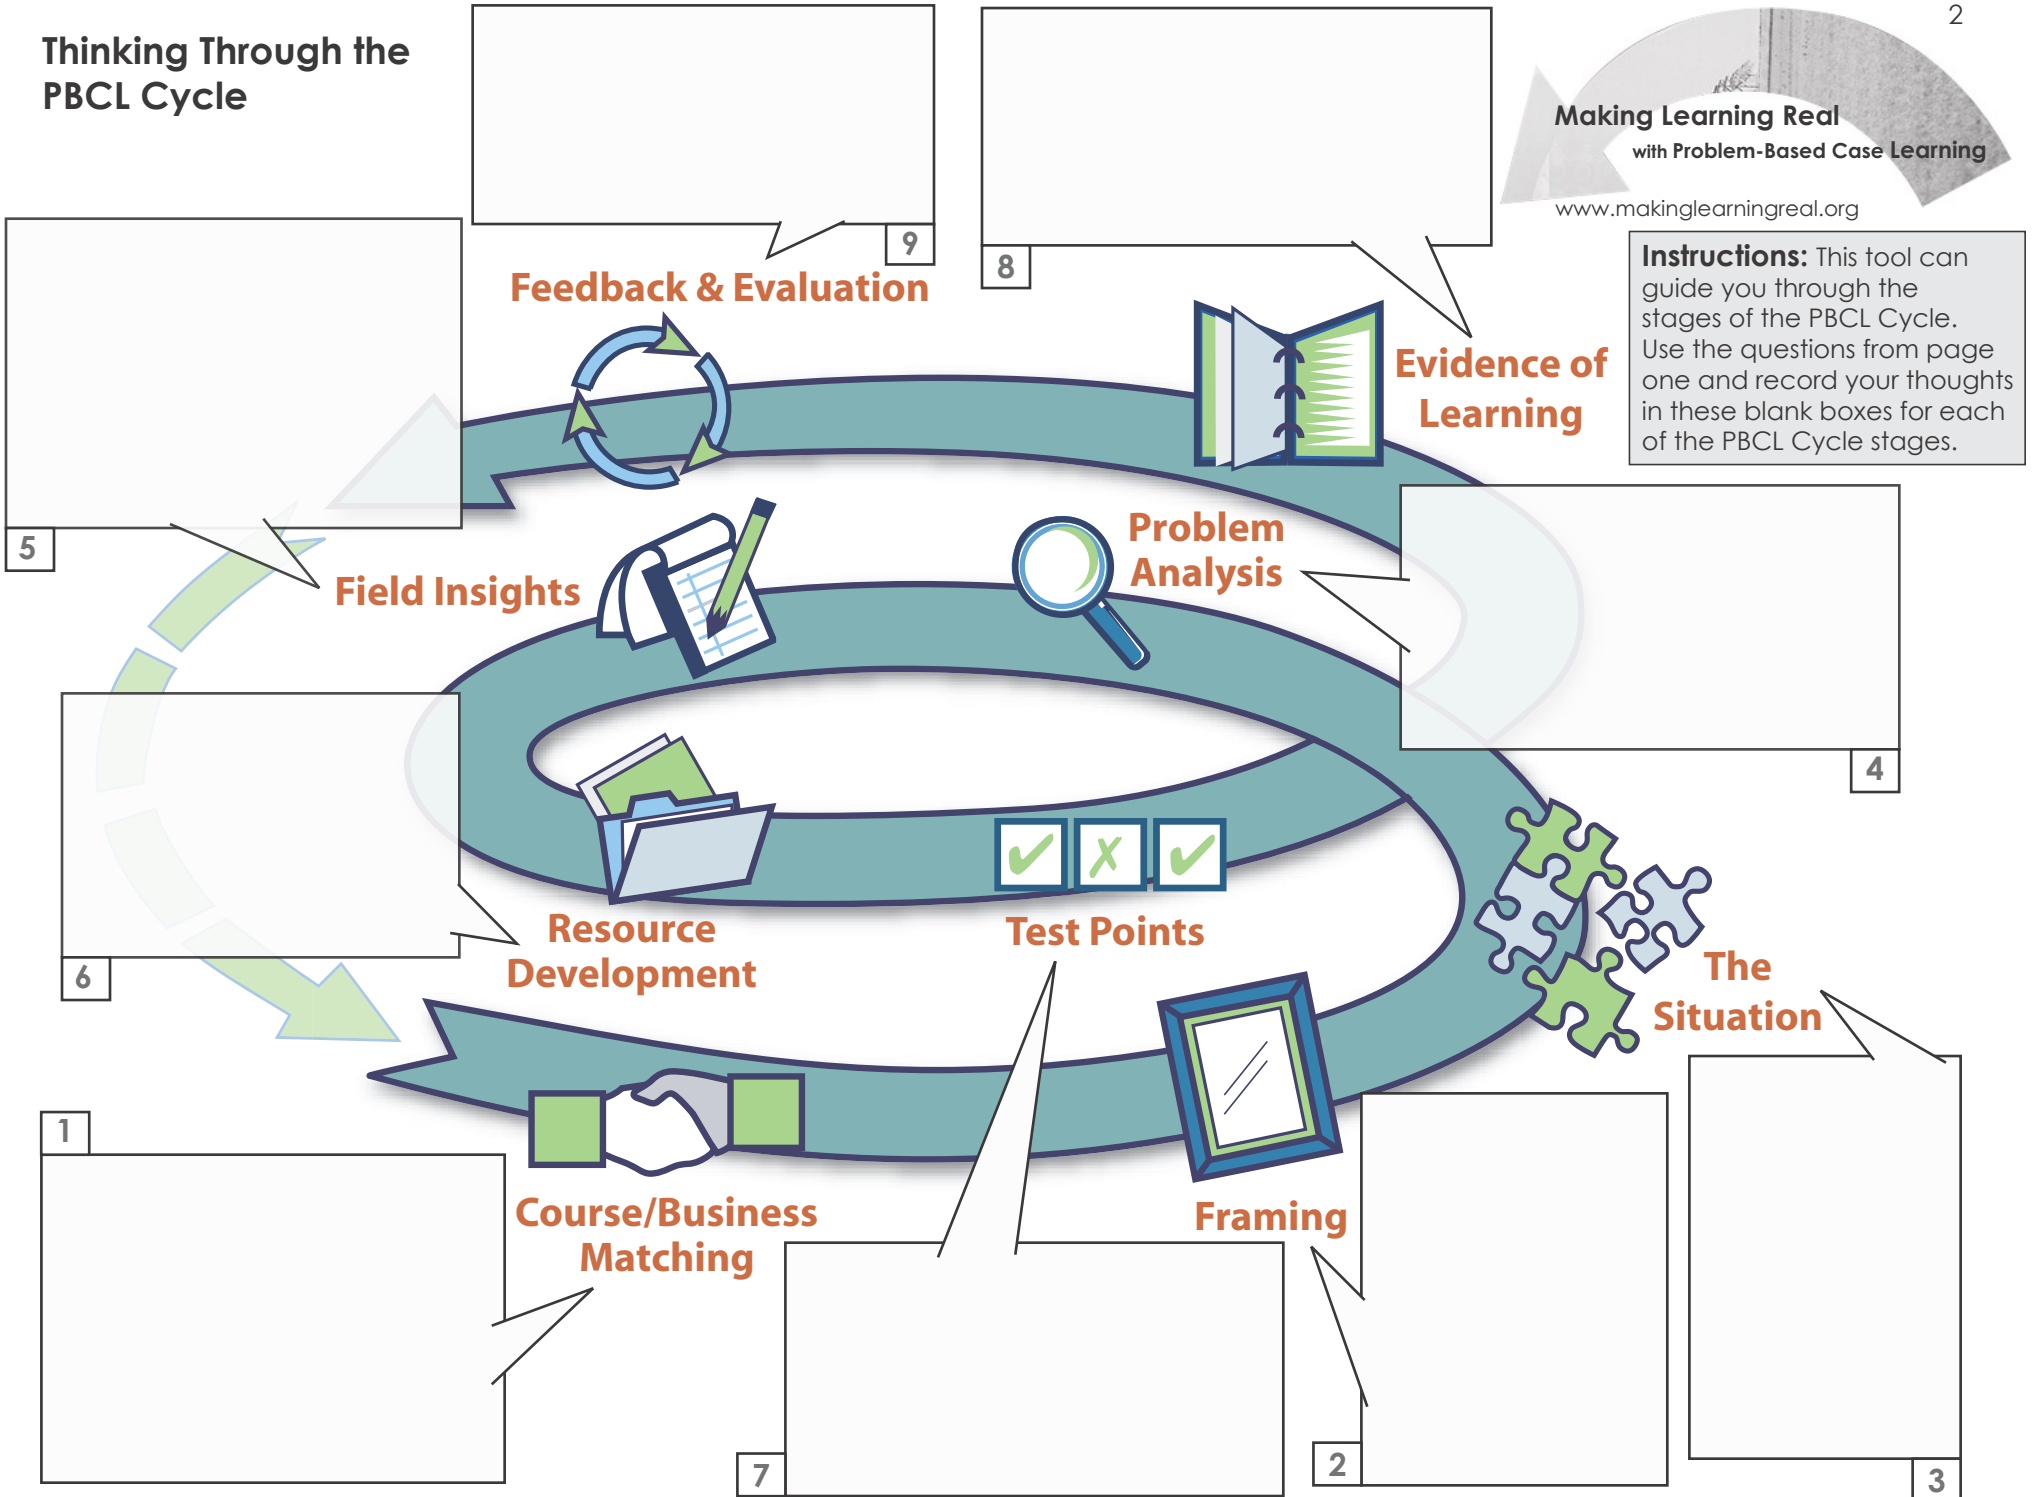 Thinking Through the
PBCL Cycle
2
Making Learning Real
with Problem-Based Case Learning
www.makinglearningreal.org
Instructions: This tool can
guide you through the
stages of the PBCL Cycle.
Use the questions from page
one and record your thoughts
in these blank boxes for each
of the PBCL Cycle stages.
9
Feedback & Evaluation
8
Evidence of
Learning
5
Field Insights
Problem
Analysis
4
6
Resource
Development
Test Points
The
Situation
1
Course/Business
Matching
Framing
7
2
3